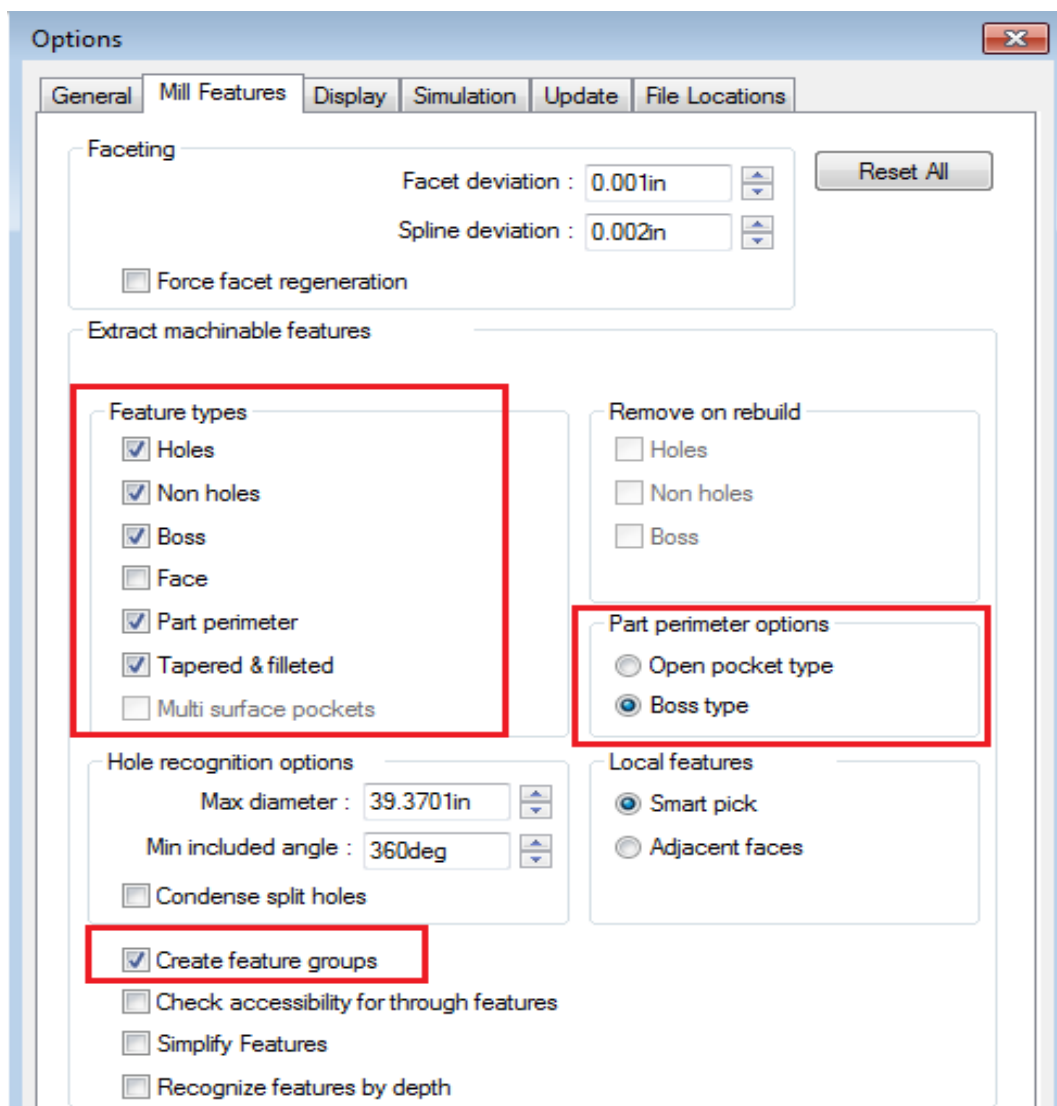 Options
General Mill Features Display Simulation Update File Locations
Faceting
Reset All
Facet deviation : 0.001in
Spline deviation : 0.002in
Force facet regeneration
Extract machinable features
Feature types
Holes
Non holes
Boss
Face
Part perimeter
Tapered & filleted
Multi surface pockets
Remove on rebuild
Holes
Non holes
Boss
Part perimeter options
Open pocket type
Boss type
Hole recognition options
Max diameter : 39.3701in
Min included angle : 360deg
Condense split holes
Local features
Smart pick
Adjacent faces
Create feature groups
Check accessibility for through features
Simplify Features
Recognize features by depth